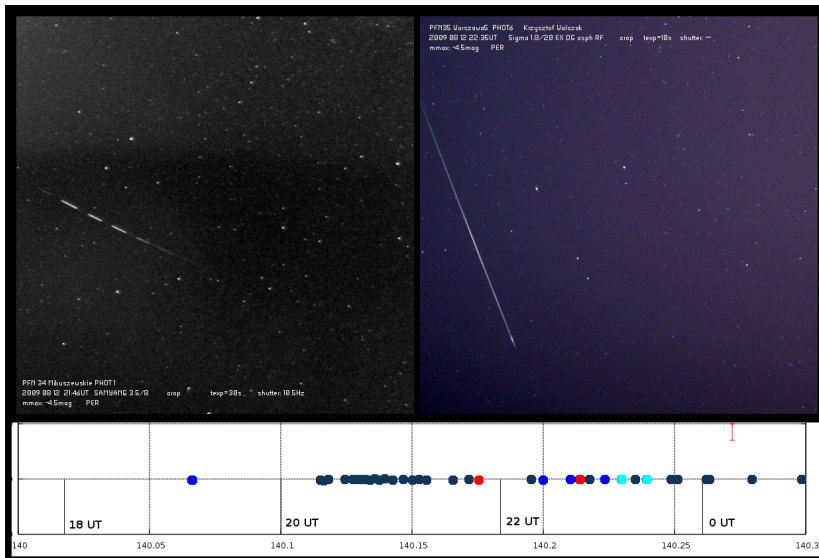 PFN35 Warszawa5 PHOT6 Krzysztof Walczak
2009 08 12 22:35UT Sigma 1.8/20 EX DG asph RF crop texp=10s shutter: --
mmax: -4.5mag PER
PFN 34 Mikuszewskie PHOT1
2009 08 12 21:46UT SAMYANG 3.5/8 crop texp=30s , shutter: 10.5Hz
mmax: -4.5mag PER
18 UT
20 UT
22 UT
0 UT
140
140.05
140.1
140.15
140.2
140.25
140.3